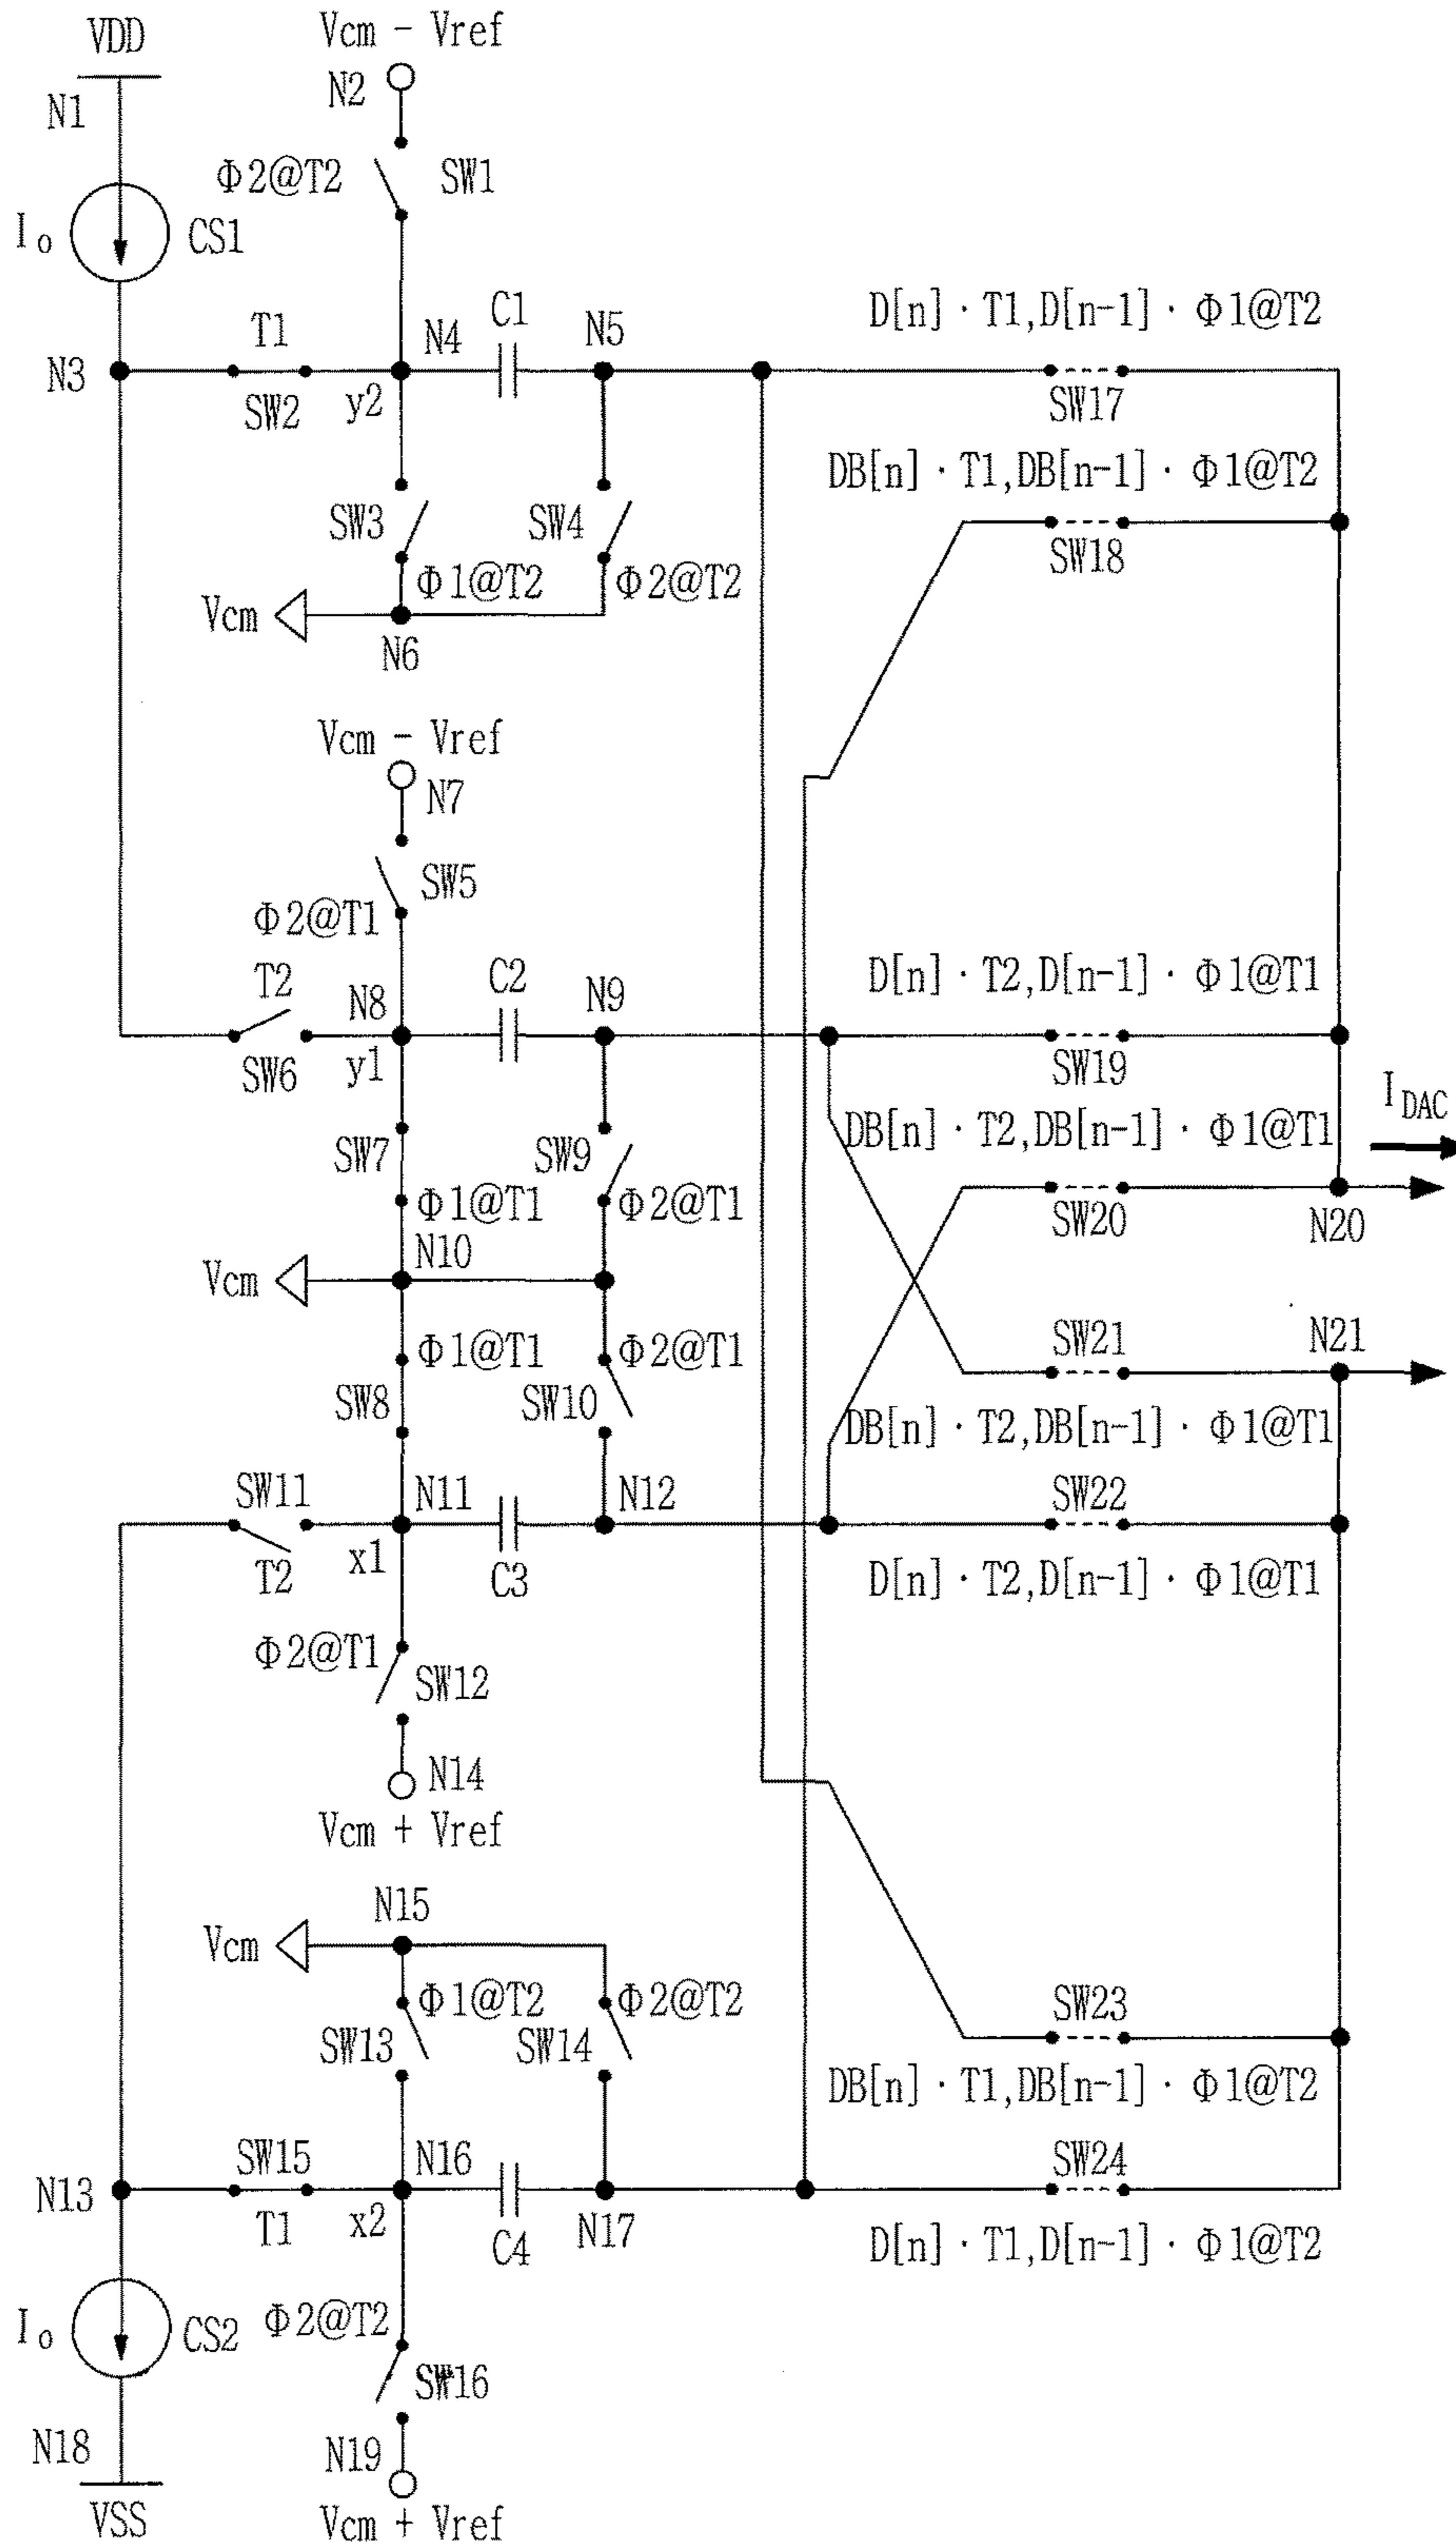 VDD
Vcm - Vref
N1
N2
Φ2@T2
SW1
Io
CS1
T1
N4
C1
N5
D[n] · T1,D[n-1] · Φ1@T2
N3
SW2
y2
SW17
DB[n] · T1,DB[n-1] · Φ1@T2
SW3
SW4
SW18
Φ1@T2
Φ2@T2
Vcm
N6
Vcm - Vref
N7
SW5
Φ2@T1
T2
N8
C2
N9
D[n] · T2,D[n-1] · Φ1@T1
SW6
y1
SW19
IDAC
DB[n] · T2,DB[n-1] · Φ1@T1
SW7
SW9
Φ1@T1
Φ2@T1
SW20
N20
N10
Vcm
Φ1@T1
Φ2@T1
SW21
N21
SW8
SW10
DB[n] · T2,DB[n-1] · Φ1@T1
SW11
N11
N12
SW22
T2
x1
C3
D[n] · T2,D[n-1] · Φ1@T1
Φ2@T1
SW12
N14
Vcm + Vref
N15
Vcm
Φ1@T2
Φ2@T2
SW23
SW13
SW14
DB[n] · T1,DB[n-1] · Φ1@T2
SW15
N16
SW24
N13
T1
x2
C4
N17
D[n] · T1,D[n-1] · Φ1@T2
Io
CS2
Φ2@T2
SW16
N18
N19
VSS
Vcm + Vref